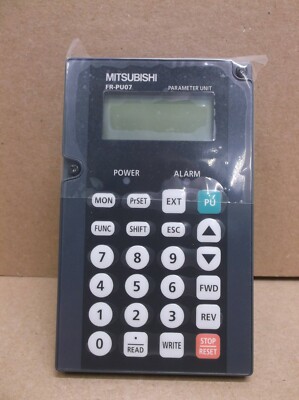 MITSUBISHI
FR-PU07 PARAMETER UNIT
POWER ALARM
MON PrSET EXT PU
FUNC SHIFT ESC
7 8 9
4 5 6 FWD
1 2 3 REV
0 • READ WRITE STOP RESET